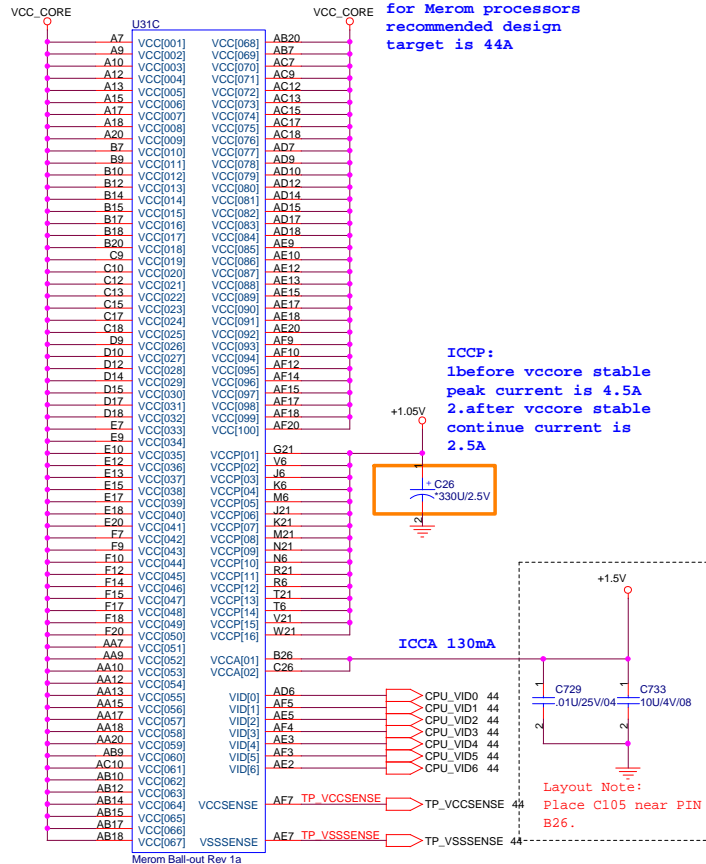 VCC_CORE
VCC_CORE
for Merom processors
recommended design
target is 44A
U31C
A7 VCC[001] VCC[068] AB20
A9 VCC[002] VCC[069] AB7
A10 VCC[003] VCC[070] AC7
A12 VCC[004] VCC[071] AC9
A13 VCC[005] VCC[072] AC12
A15 VCC[006] VCC[073] AC13
A17 VCC[007] VCC[074] AC15
A18 VCC[008] VCC[075] AC17
A20 VCC[009] VCC[076] AC18
B7 VCC[010] VCC[077] AD7
B9 VCC[011] VCC[078] AD9
B10 VCC[012] VCC[079] AD10
B12 VCC[013] VCC[080] AD12
B14 VCC[014] VCC[081] AD14
B15 VCC[015] VCC[082] AD15
B17 VCC[016] VCC[083] AD17
B18 VCC[017] VCC[084] AD18
B20 VCC[018] VCC[085] AE9
C9 VCC[019] VCC[086] AE10
C10 VCC[020] VCC[087] AE12
C12 VCC[021] VCC[088] AE13
C13 VCC[022] VCC[089] AE15
C15 VCC[023] VCC[090] AE17
C17 VCC[024] VCC[091] AE18
C18 VCC[025] VCC[092] AE20
D9 VCC[026] VCC[093] AF9
D10 VCC[027] VCC[094] AF10
D12 VCC[028] VCC[095] AF12
D14 VCC[029] VCC[096] AF14
D15 VCC[030] VCC[097] AF15
D17 VCC[031] VCC[098] AF17
D18 VCC[032] VCC[099] AF18
E7 VCC[033] VCC[100] AF20
E9 VCC[034]
E10 VCC[035] VCCP[01] G21
E12 VCC[036] VCCP[02] V6
E13 VCC[037] VCCP[03] J6
E15 VCC[038] VCCP[04] K6
E17 VCC[039] VCCP[05] M6
E18 VCC[040] VCCP[06] J21
E20 VCC[041] VCCP[07] K21
F7 VCC[042] VCCP[08] M21
F9 VCC[043] VCCP[09] N21
F10 VCC[044] VCCP[10] N6
F12 VCC[045] VCCP[11] R21
F14 VCC[046] VCCP[12] R6
F15 VCC[047] VCCP[13] T21
F17 VCC[048] VCCP[14] T6
F18 VCC[049] VCCP[15] V21
F20 VCC[050] VCCP[16] W21
AA7 VCC[051]
AA9 VCC[052] VCCA[01] B26
AA10 VCC[053] VCCA[02] C26
AA12 VCC[054]
AA13 VCC[055] VID[0] AD6 CPU_VID0 44
AA15 VCC[056] VID[1] AF5 CPU_VID1 44
AA17 VCC[057] VID[2] AE5 CPU_VID2 44
AA18 VCC[058] VID[3] AF4 CPU_VID3 44
AA20 VCC[059] VID[4] AE3 CPU_VID4 44
AB9 VCC[060] VID[5] AF3 CPU_VID5 44
AC10 VCC[061] VID[6] AE2 CPU_VID6 44
AB10 VCC[062]
AB12 VCC[063]
AB14 VCC[064] VCCSENSE AF7 TP_VCCSENSE TP_VCCSENSE 44
AB15 VCC[065]
AB17 VCC[066]
AB18 VCC[067] VSSSENSE AE7 TP_VSSSENSE TP_VSSSENSE 44
Merom Ball-out Rev 1a
ICCP:
1before vccore stable
peak current is 4.5A
2.after vccore stable
continue current is
2.5A
+1.05V
1
+ C26
*330U/2.5V
2
ICCA 130mA
+1.5V
1
C729
.01U/25V/04
2
1
C733
10U/4V/08
2
Layout Note:
Place C105 near PIN
B26.